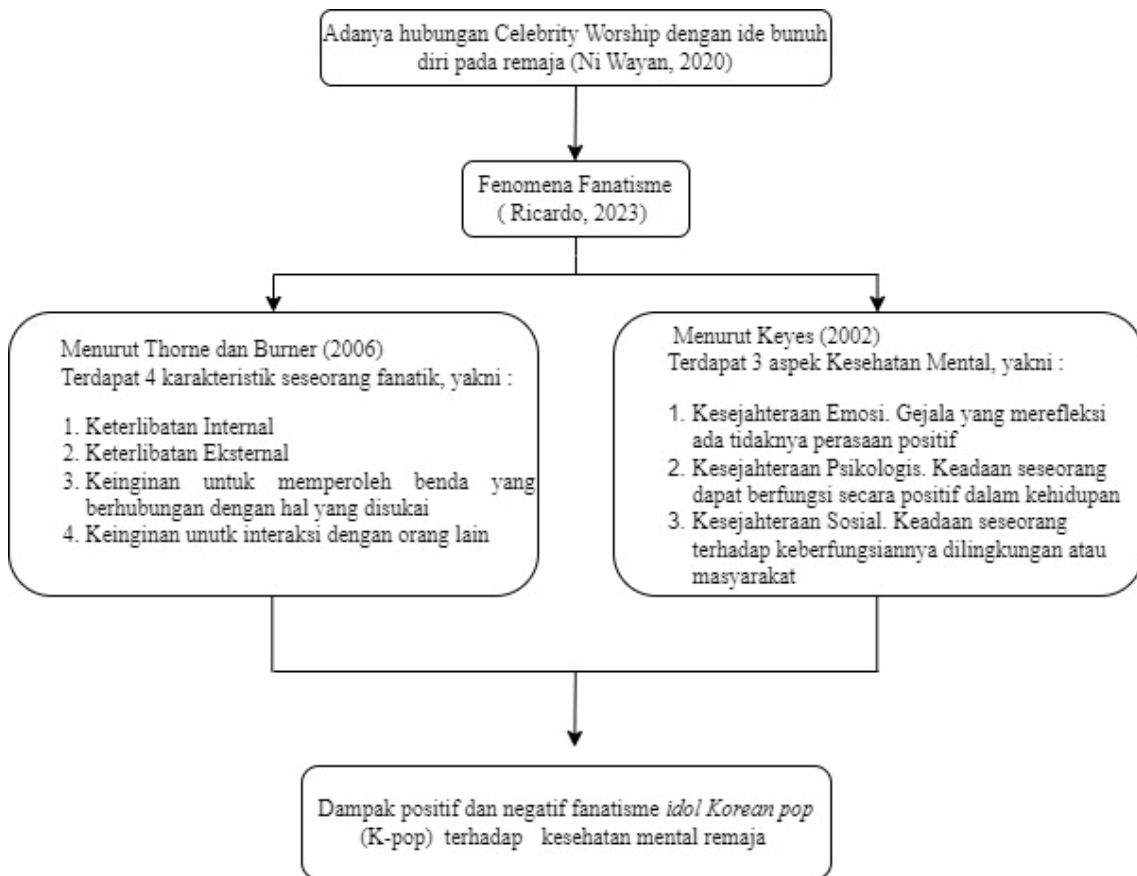 Adanya hubungan Celebrity Worship dengan ide bunuh
diri pada remaja (Ni Wayan, 2020)
Fenomena Fanatisme
( Ricardo, 2023)
Menurut Thorne dan Burner (2006)
Terdapat 4 karakteristik seseorang fanatik, yakni :
1. Keterlibatan Internal
2. Keterlibatan Eksternal
3. Keinginan untuk memperoleh benda yang
berhubungan dengan hal yang disukai
4. Keinginan unutk interaksi dengan orang lain
Menurut Keyes (2002)
Terdapat 3 aspek Kesehatan Mental, yakni :
1. Kesejahteraan Emosi. Gejala yang merefleksi
ada tidaknya perasaan positif
2. Kesejahteraan Psikologis. Keadaan seseorang
dapat berfungsi secara positif dalam kehidupan
3. Kesejahteraan Sosial. Keadaan seseorang
terhadap keberfungsiannya dilingkungan atau
masyarakat
Dampak positif dan negatif fanatisme idol Korean pop
(K-pop) terhadap kesehatan mental remaja